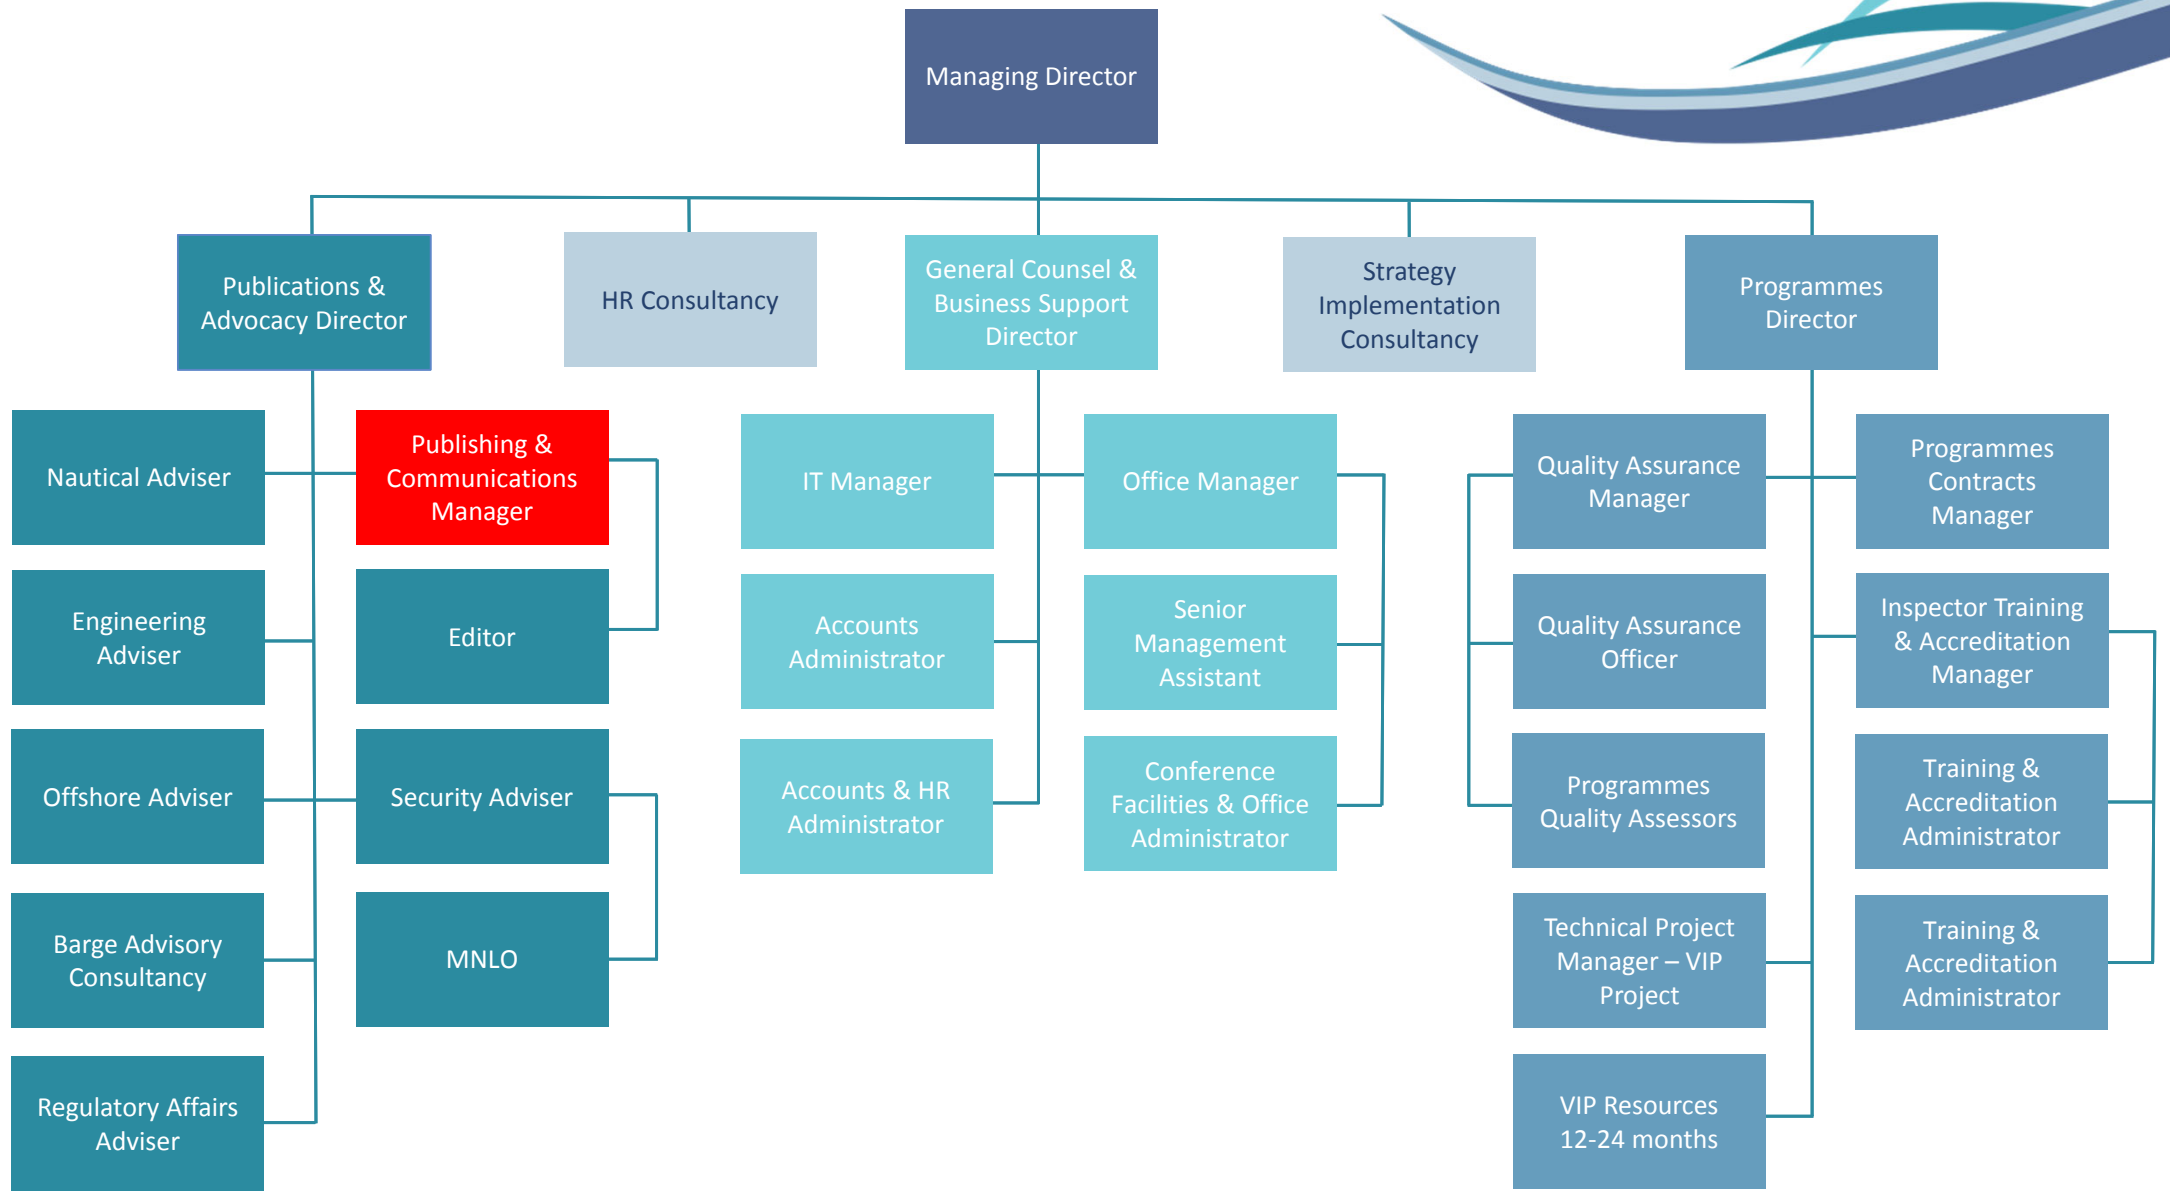 Managing Director
Publications &
Advocacy Director
HR Consultancy
General Counsel &
Business Support
Director
Strategy
Implementation
Consultancy
Programmes
Director
Nautical Adviser
Publishing &
Communications
Manager
IT Manager
Office Manager
Quality Assurance
Manager
Programmes
Contracts
Manager
Engineering
Adviser
Editor
Accounts
Administrator
Senior
Management
Assistant
Quality Assurance
Officer
Inspector Training
& Accreditation
Manager
Offshore Adviser
Security Adviser
Accounts & HR
Administrator
Conference
Facilities & Office
Administrator
Programmes
Quality Assessors
Training &
Accreditation
Administrator
Barge Advisory
Consultancy
MNLO
Technical Project
Manager – VIP
Project
Training &
Accreditation
Administrator
Regulatory Affairs
Adviser
VIP Resources
12-24 months